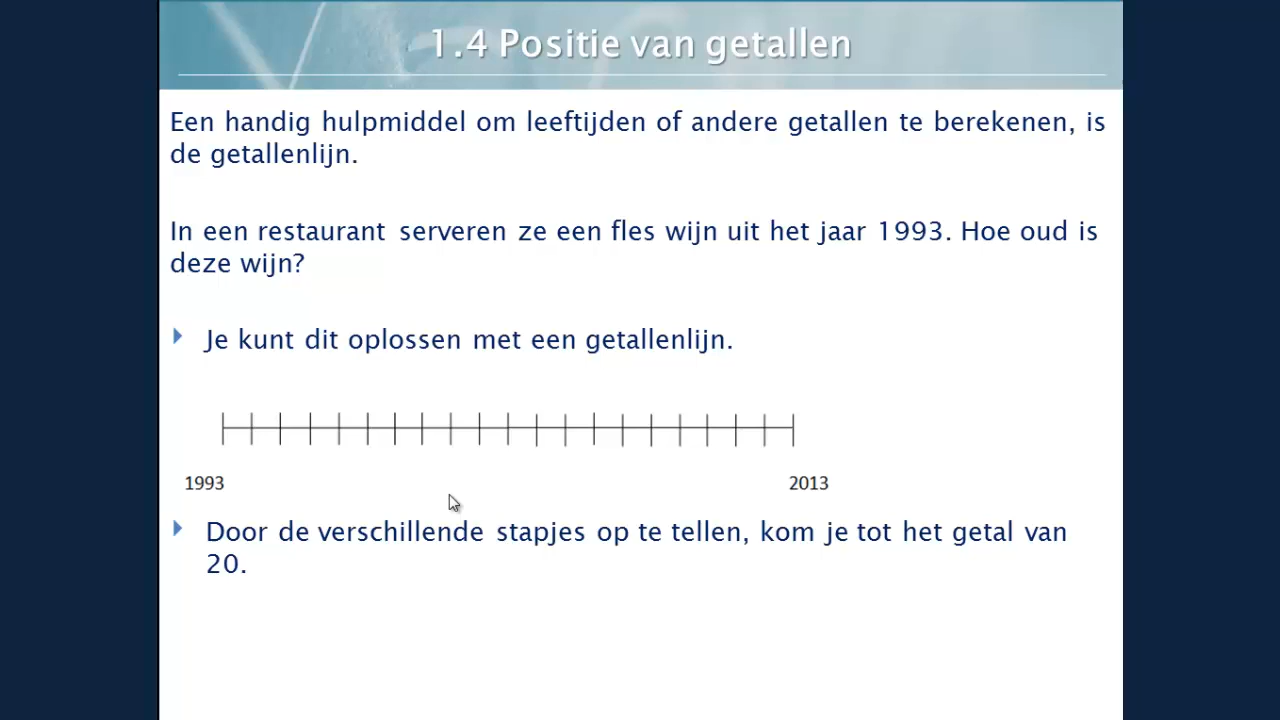 1.4 Positie van getallen
Een handig hulpmiddel om leeftijden of andere getallen te berekenen, is
de getallenlijn.
In een restaurant serveren ze een fles wijn uit het jaar 1993. Hoe oud is
deze wijn?
Je kunt dit oplossen met een getallenlijn.
1993 2013
Door de verschillende stapjes op te tellen, kom je tot het getal van
20.